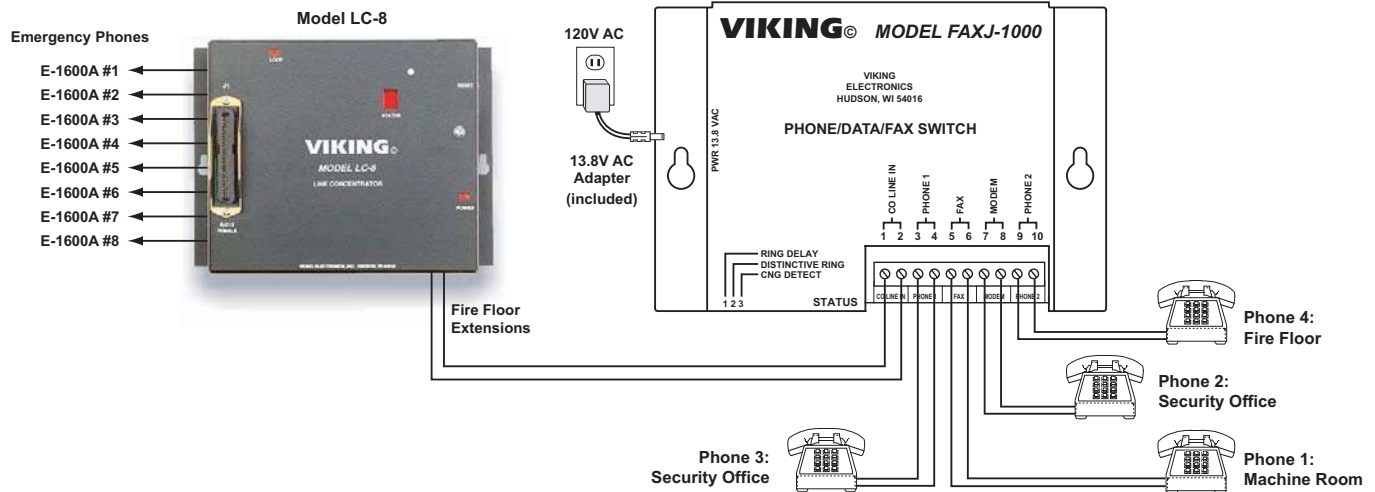 Model LC-8
Emergency Phones
E-1600A #1
E-1600A #2
E-1600A #3
E-1600A #4
E-1600A #5
E-1600A #6
E-1600A #7
E-1600A #8
LOOP
J1
RESET
VIKING©
MODEL LC-8
LINE CONCENTRATOR
POWER
FEMALE
Fire Floor
Extensions
120V AC
13.8V AC
Adapter
(included)
VIKING© MODEL FAXJ-1000
VIKING
ELECTRONICS
HUDSON, WI 54016
PHONE/DATA/FAX SWITCH
PWR 13.8 VAC
CO LINE IN
PHONE 1
FAX
MODEM
PHONE 2
1 2 3 4 5 6 7 8 9 10
RING DELAY
DISTINCTIVE RING
CNG DETECT
1 2 3
STATUS
CO LINE IN PHONE 1 FAX MODEM PHONE 2
Phone 4:
Fire Floor
Phone 2:
Security Office
Phone 3:
Security Office
Phone 1:
Machine Room